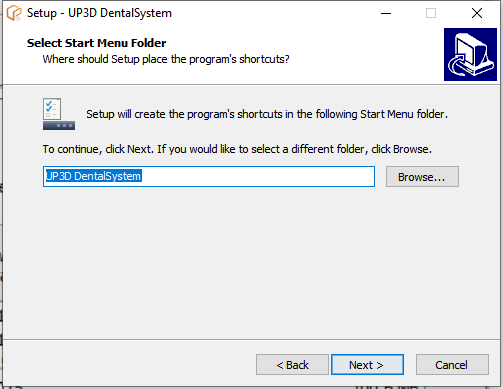 Setup - UP3D DentalSystem
Select Start Menu Folder
Where should Setup place the program's shortcuts?
Setup will create the program's shortcuts in the following Start Menu folder.
To continue, click Next. If you would like to select a different folder, click Browse.
UP3D DentalSystem
Browse...
< Back
Next >
Cancel